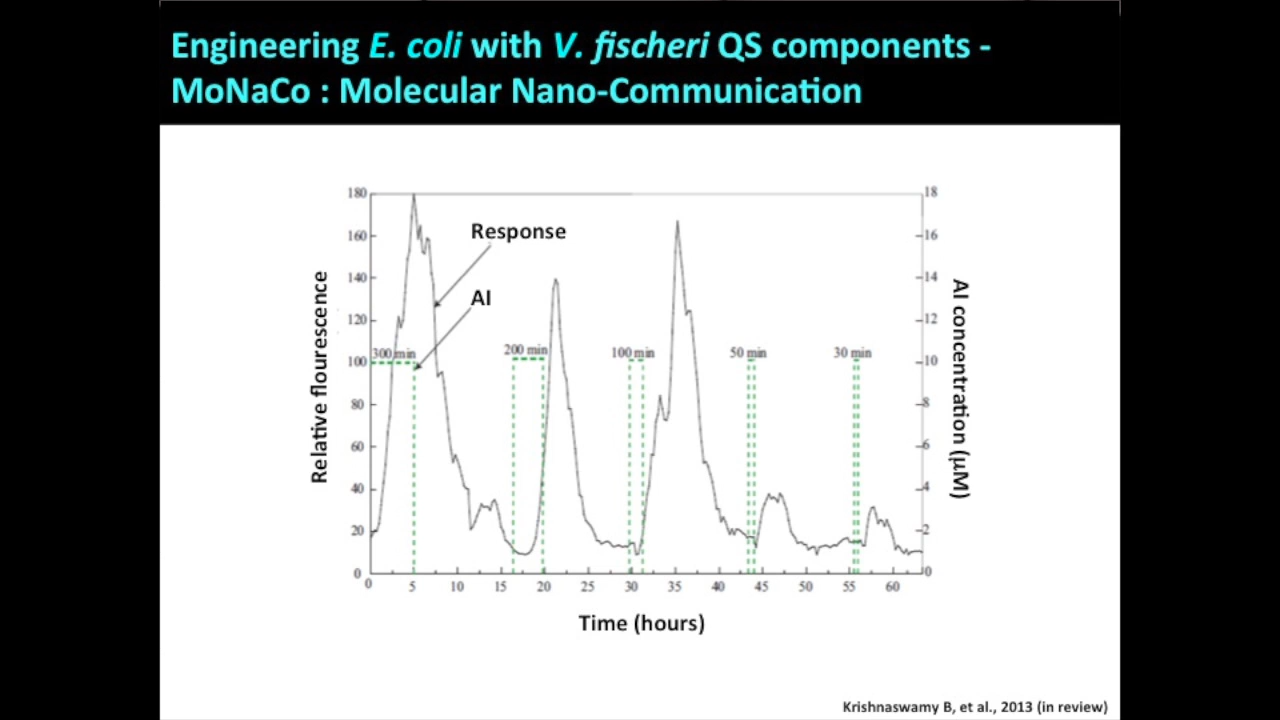 Engineering E. coli with V. fischeri QS components -
MoNaCo : Molecular Nano-Communication
180
160
140
120
100
80
60
40
20
0
Relative flourescence
Response
AI
300 min
200 min
100 min
50 min
30 min
18
16
14
12
10
8
6
4
2
0
AI concentration (μM)
0 5 10 15 20 25 30 35 40 45 50 55 60
Time (hours)
Krishnaswamy B, et al., 2013 (in review)